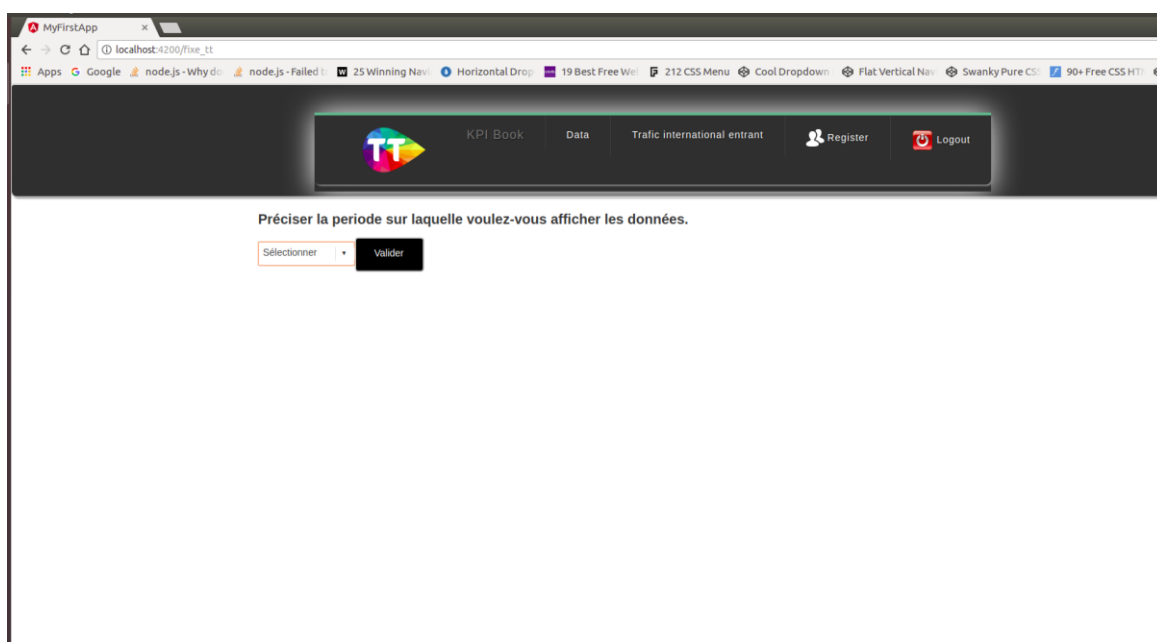 MyFirstApp ×
localhost:4200/fixe_tt
Apps Google node.js - Why do node.js - Failed t 25 Winning Navi Horizontal Drop 19 Best Free We 212 CSS Menu Cool Dropdown Flat Vertical Nav Swanky Pure CS 90+ Free CSS HT
TT KPI Book Data Trafic international entrant Register Logout
Préciser la periode sur laquelle voulez-vous afficher les données.
Sélectionner Valider